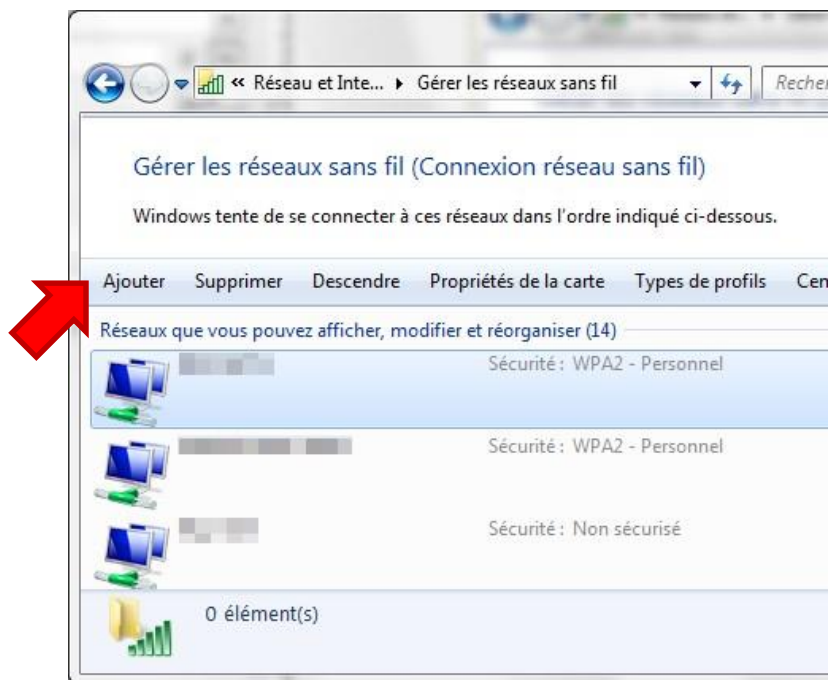 « Réseau et Inte... ▸ Gérer les réseaux sans fil
Gérer les réseaux sans fil (Connexion réseau sans fil)
Windows tente de se connecter à ces réseaux dans l'ordre indiqué ci-dessous.
Ajouter Supprimer Descendre Propriétés de la carte Types de profils
Réseaux que vous pouvez afficher, modifier et réorganiser (14)
Sécurité : WPA2 - Personnel
Sécurité : WPA2 - Personnel
Sécurité : Non sécurisé
0 élément(s)